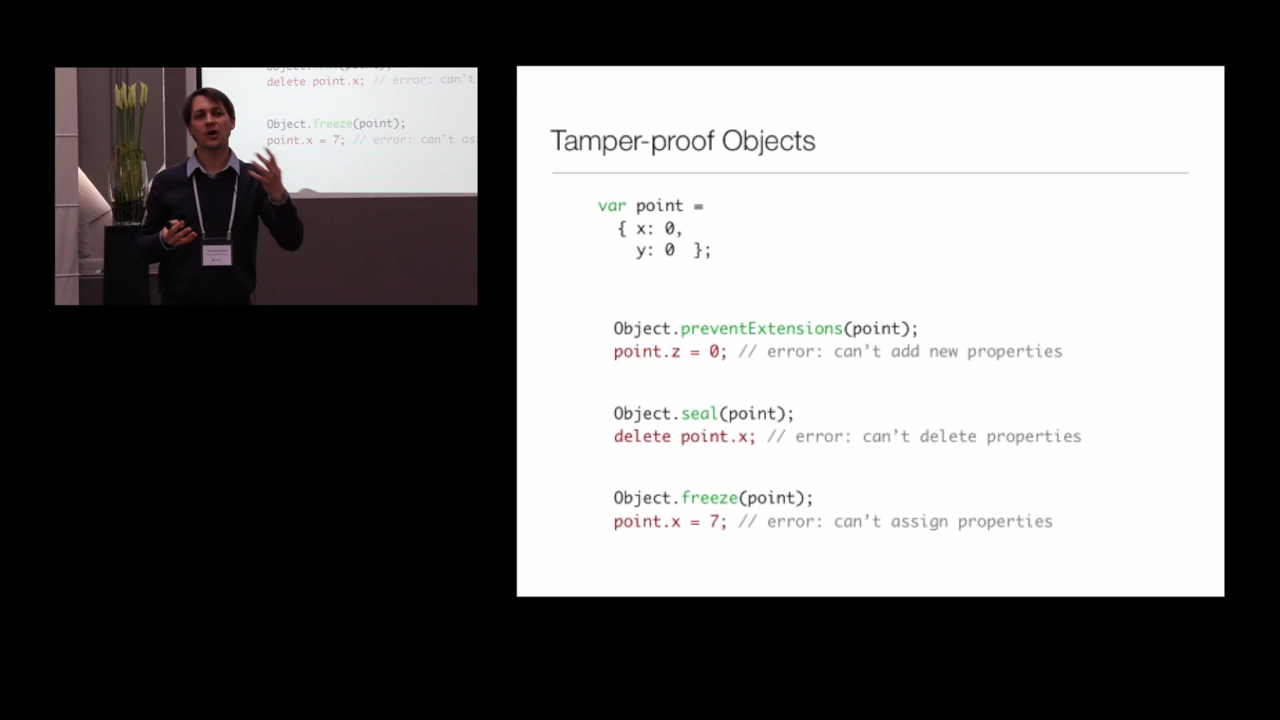 delete point.x; // error: can't
Object.freeze(point);
point.x = 7; // error: can't as
Tamper-proof Objects
var point =
{ x: 0,
y: 0 };
Object.preventExtensions(point);
point.z = 0; // error: can't add new properties
Object.seal(point);
delete point.x; // error: can't delete properties
Object.freeze(point);
point.x = 7; // error: can't assign properties